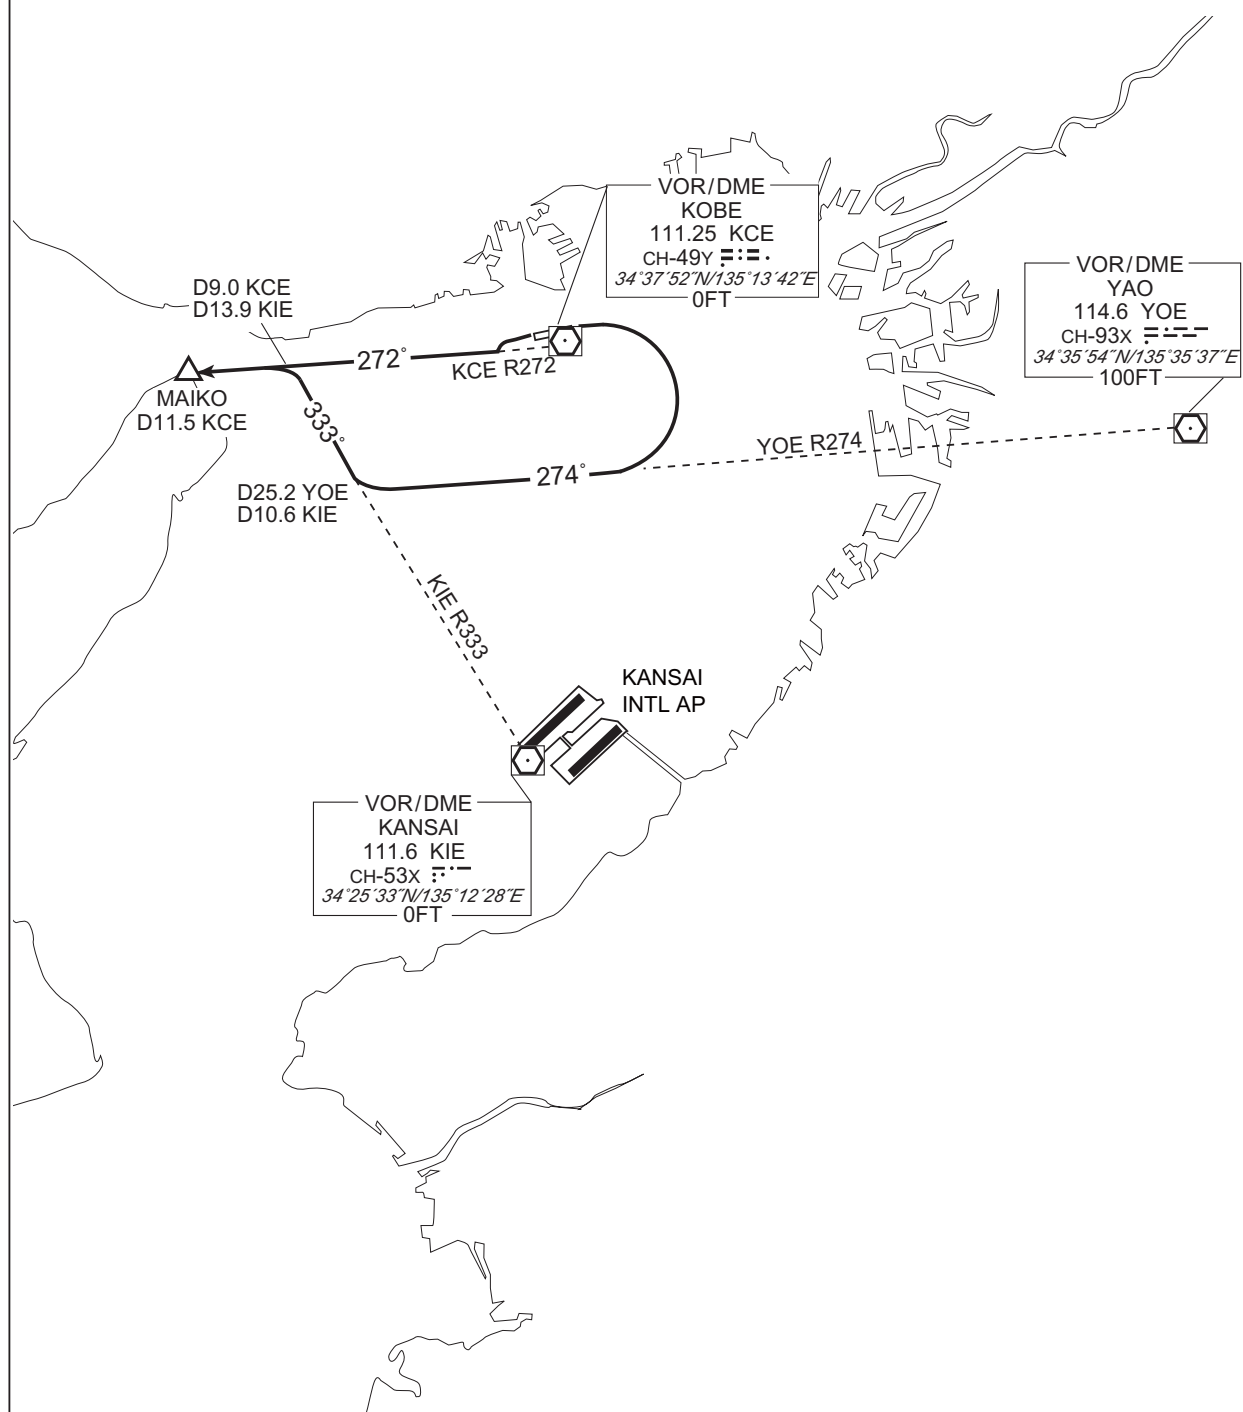 VOR/DME
KOBE
111.25 KCE
CH-49Y
34°37´52˝N/135°13´42˝E
0FT
VOR/DME
YAO
114.6 YOE
CH-93X
34°35´54˝N/135°35´37˝E
100FT
D9.0 KCE
D13.9 KIE
272°
KCE R272
MAIKO
D11.5 KCE
333°
YOE R274
274°
D25.2 YOE
D10.6 KIE
KIE R333
KANSAI
INTL AP
VOR/DME
KANSAI
111.6 KIE
CH-53X
34°25´33˝N/135°12´28˝E
0FT